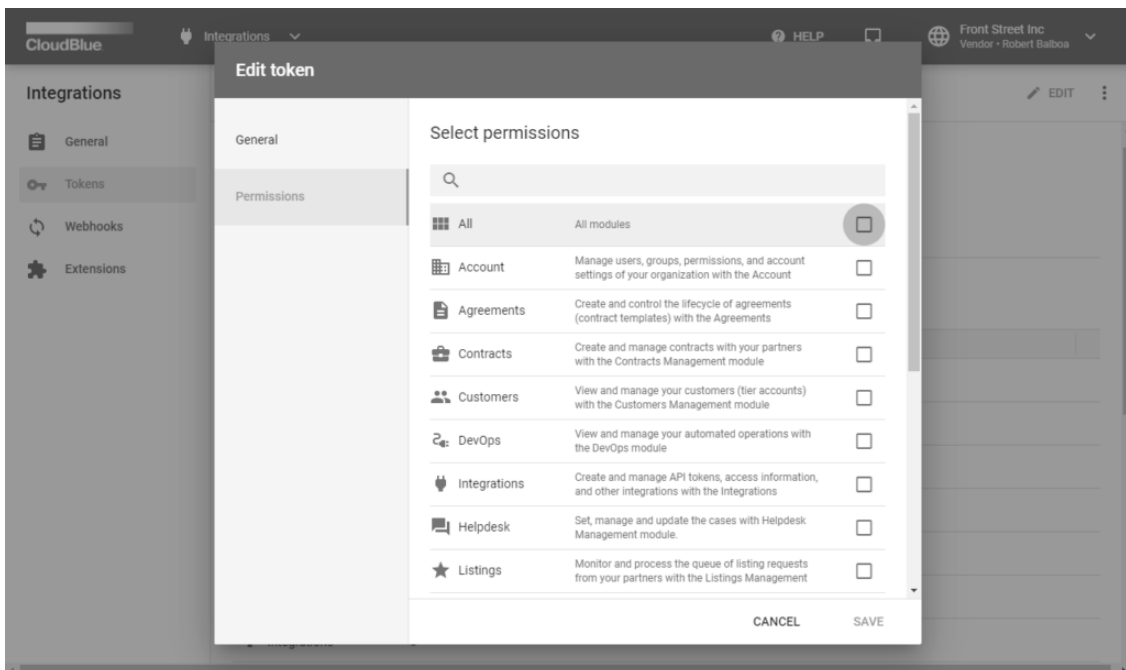 CloudBlue
Integrations
HELP
Front Street Inc
Vendor • Robert Balboa
Integrations
EDIT
General
Tokens
Webhooks
Extensions
Edit token
General
Permissions
Select permissions
All
All modules
Account
Manage users, groups, permissions, and account
settings of your organization with the Account
Agreements
Create and control the lifecycle of agreements
(contract templates) with the Agreements
Contracts
Create and manage contracts with your partners
with the Contracts Management module
Customers
View and manage your customers (tier accounts)
with the Customers Management module
DevOps
View and manage your automated operations with
the DevOps module
Integrations
Create and manage API tokens, access information,
and other integrations with the Integrations
Helpdesk
Set, manage and update the cases with Helpdesk
Management module.
Listings
Monitor and process the queue of listing requests
from your partners with the Listings Management
CANCEL
SAVE